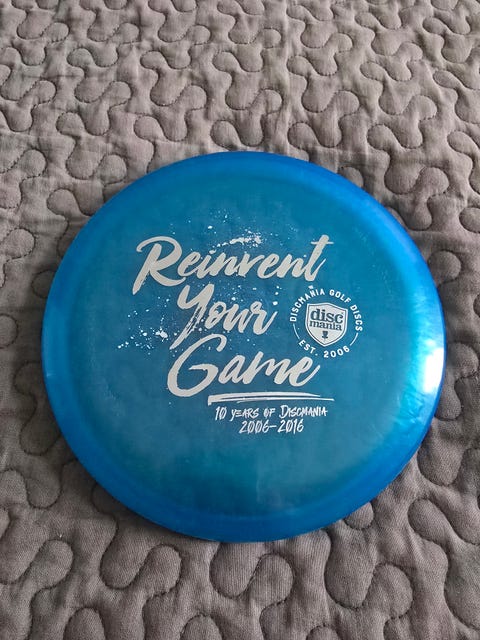 Reinvent
Your
Game
DISCMANIA GOLF DISCS
disc
mania
EST. 2006
10 YEARS OF DISCMANIA
2006-2016